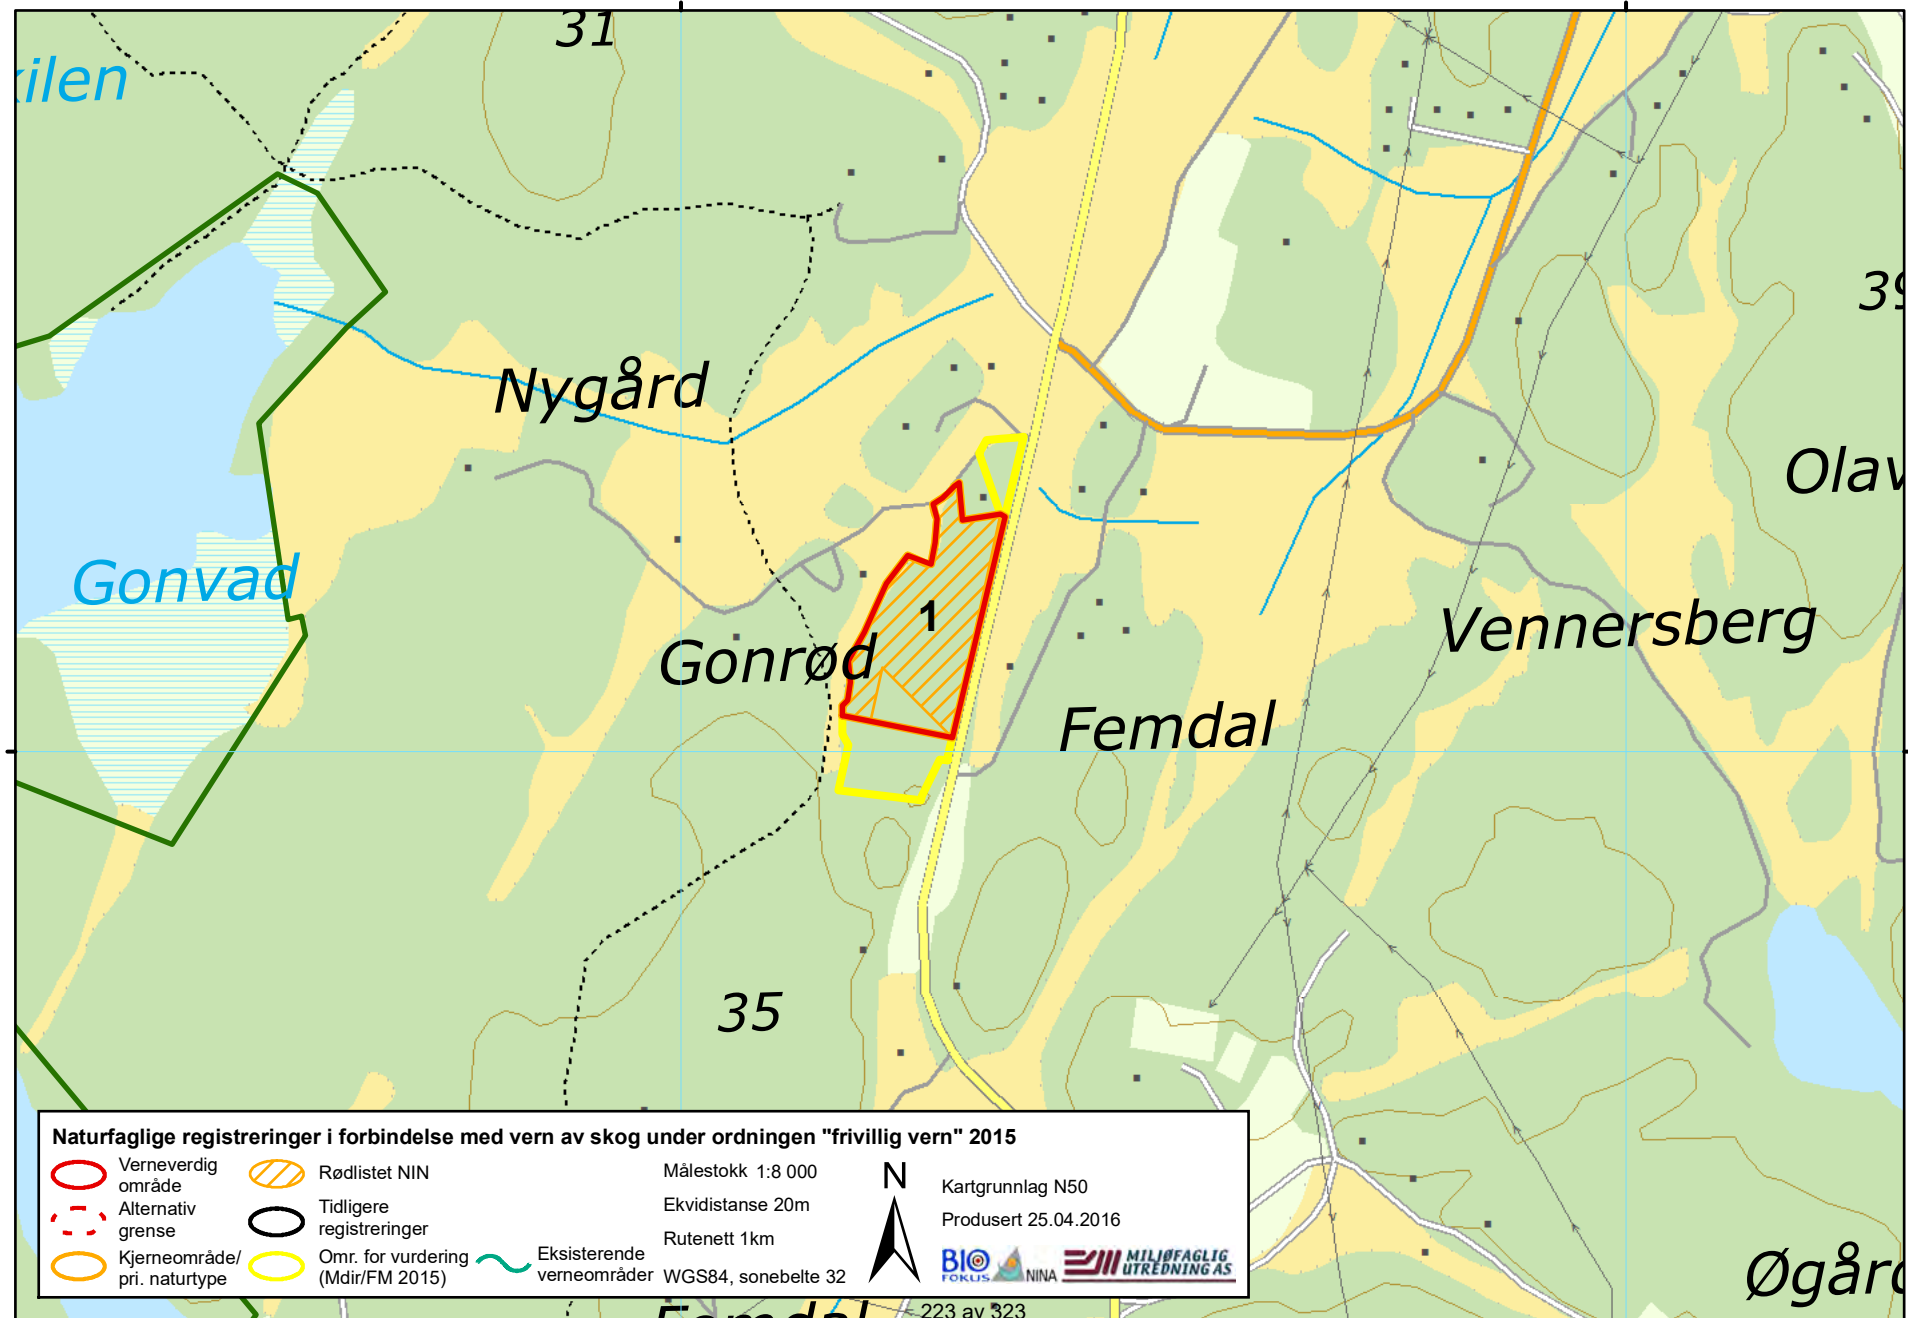 31
kilen
39
Nygård
Olav
Gonvad
1
Vennersberg
Gonrød
Femdal
35
Naturfaglige registreringer i forbindelse med vern av skog under ordningen "frivillig vern" 2015
Verneverdig
område
Alternativ
grense
Kjerneområde/
pri. naturtype
Rødlistet NIN
Tidligere
registreringer
Omr. for vurdering
(Mdir/FM 2015)
Eksisterende
verneområder
Målestokk 1:8 000
Ekvidistanse 20m
Rutenett 1km
WGS84, sonebelte 32
N
Kartgrunnlag N50
Produsert 25.04.2016
BIO
FOKUS
NINA
MILJØFAGLIG
UTREDNING AS
Øgård
Femdal
223 av 323